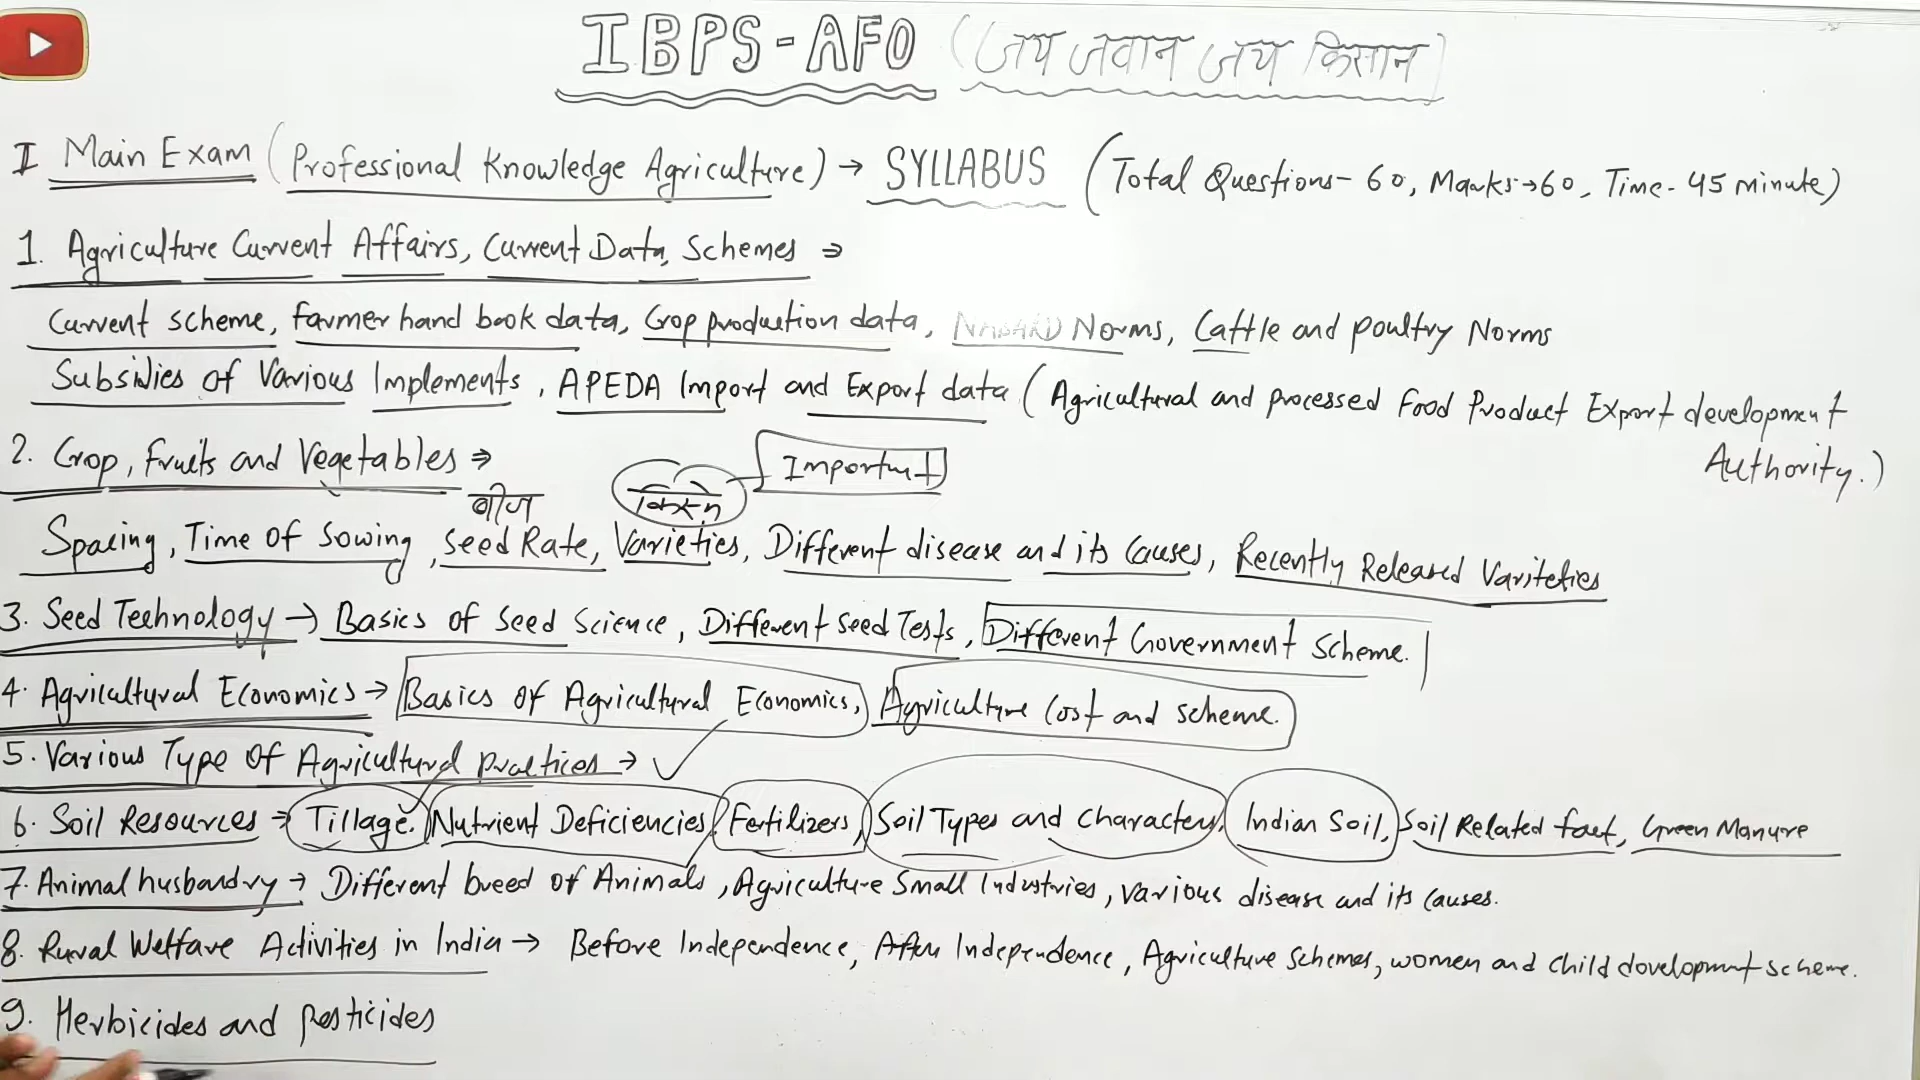 IBPS-AFO (जय जवान जय किसान)
I Main Exam (Professional Knowledge Agriculture) → SYLLABUS (Total Questions- 60, Marks→60, Time- 45 minute)
1. Agriculture Current Affairs, Current Data, Schemes ⇒
Current scheme, farmer hand book data, Crop production data, NABARD Norms, Cattle and poultry Norms
Subsidies of Various Implements, APEDA Import and Export data (Agricultural and processed Food Product Export development
Authority.)
2. Crop, Fruits and Vegetables ⇒
बीज
Spacing, Time of Sowing, Seed Rate, Varieties, Different disease and its Causes, Recently Released Variteties
3. Seed Technology → Basics of Seed Science, Different Seed Tests, Different Government Scheme.
4. Agricultural Economics → Basics of Agricultural Economics, Agriculture Cost and scheme.
5. Various Type of Agricultural practices →
6. Soil Resources → Tillage. Nutrient Deficiencies, Fertilizers, Soil Types and character, Indian Soil, Soil Related fact, Green Manure
7. Animal husbandry → Different breed of Animals, Agriculture Small Industries, various disease and its causes.
8. Rural Welfare Activities in India → Before Independence, After Independence, Agriculture Schemes, women and child dovelopment scheme.
9. Herbicides and pesticides